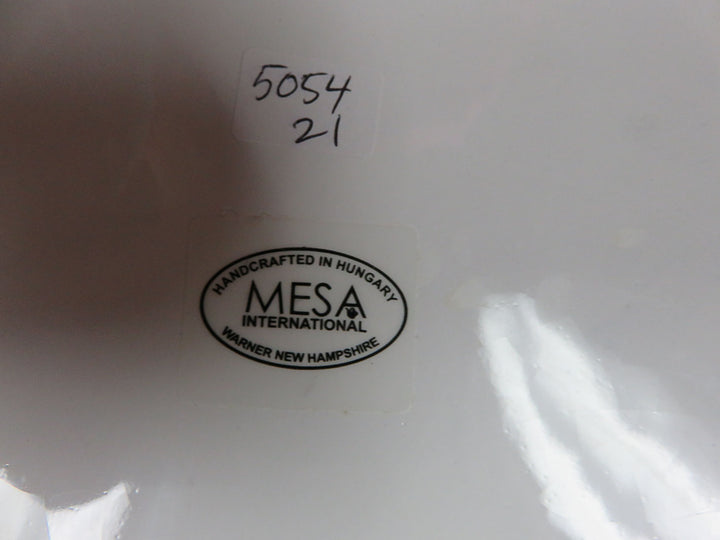 5054
21
HANDCRAFTED IN HUNGARY
MESA
INTERNATIONAL
WARNER NEW HAMPSHIRE